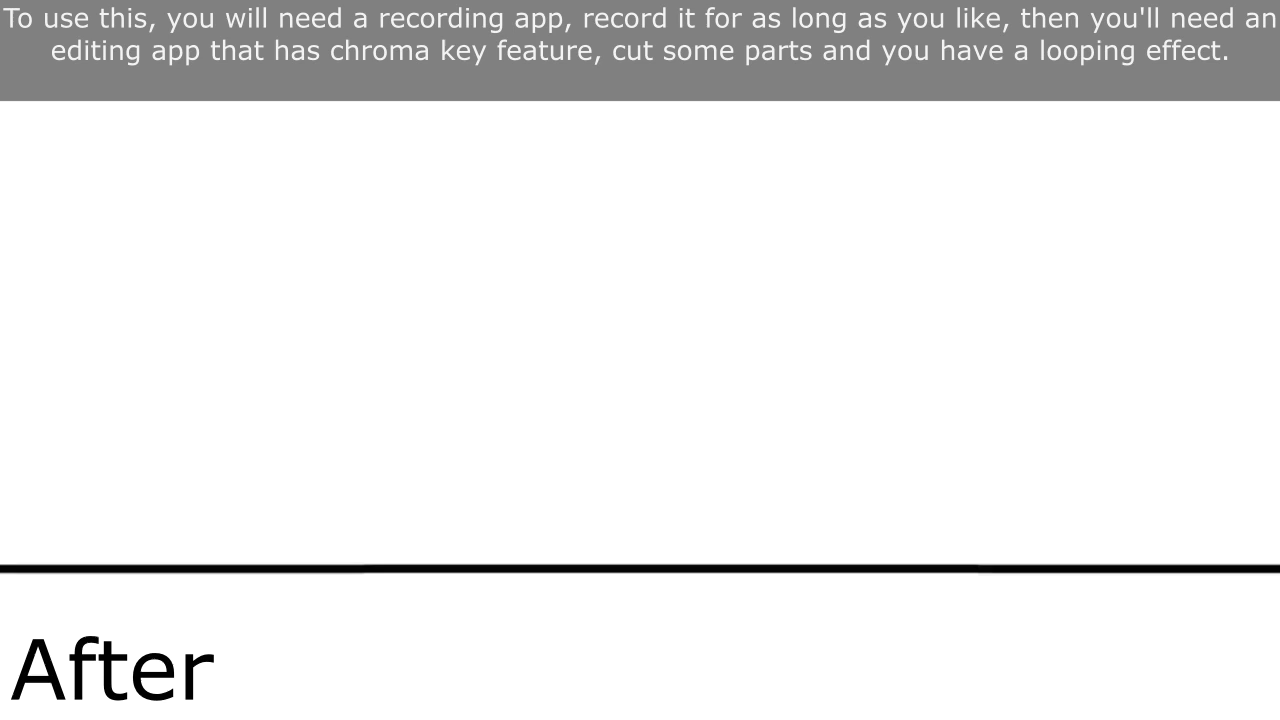 To use this, you will need a recording app, record it for as long as you like, then you'll need an
editing app that has chroma key feature, cut some parts and you have a looping effect.
After